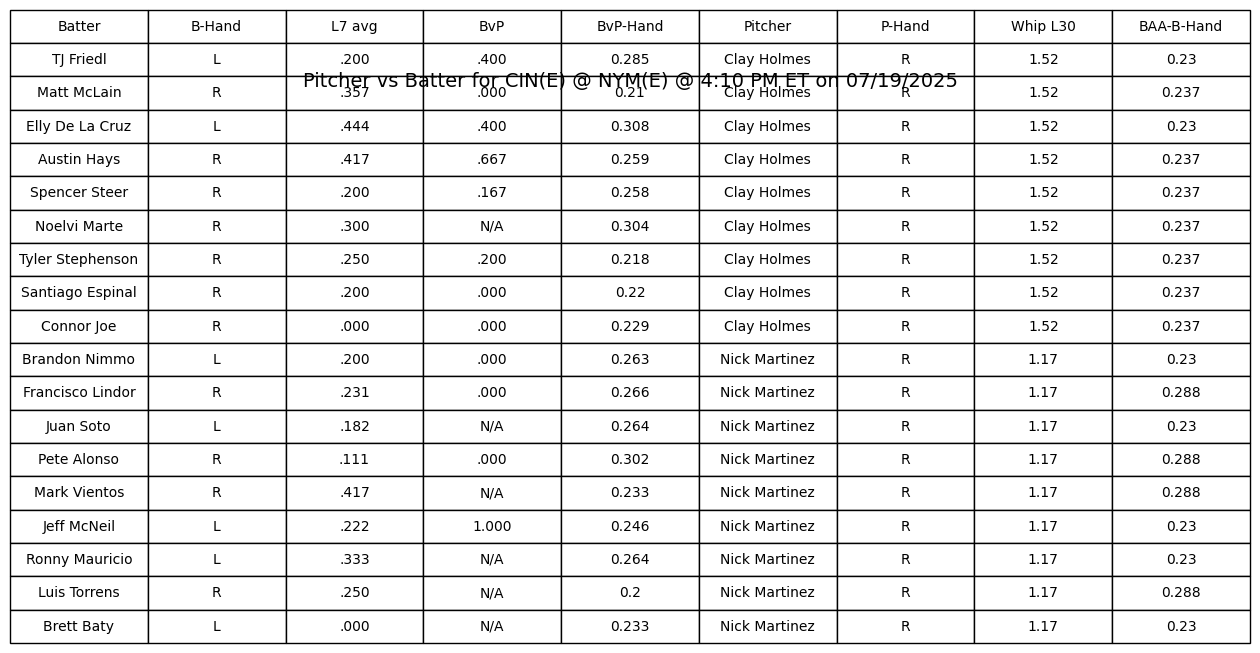 Batter B-Hand L7 avg BvP BvP-Hand Pitcher P-Hand Whip L30 BAA-B-Hand
TJ Friedl L .200 .400 0.285 Clay Holmes R 1.52 0.23
Pitcher vs Batter for CIN(E) @ NYM(E) @ 4:10 PM ET on 07/19/2025
Matt McLain R .357 .000 0.21 Clay Holmes R 1.52 0.237
Elly De La Cruz L .444 .400 0.308 Clay Holmes R 1.52 0.23
Austin Hays R .417 .667 0.259 Clay Holmes R 1.52 0.237
Spencer Steer R .200 .167 0.258 Clay Holmes R 1.52 0.237
Noelvi Marte R .300 N/A 0.304 Clay Holmes R 1.52 0.237
Tyler Stephenson R .250 .200 0.218 Clay Holmes R 1.52 0.237
Santiago Espinal R .200 .000 0.22 Clay Holmes R 1.52 0.237
Connor Joe R .000 .000 0.229 Clay Holmes R 1.52 0.237
Brandon Nimmo L .200 .000 0.263 Nick Martinez R 1.17 0.23
Francisco Lindor R .231 .000 0.266 Nick Martinez R 1.17 0.288
Juan Soto L .182 N/A 0.264 Nick Martinez R 1.17 0.23
Pete Alonso R .111 .000 0.302 Nick Martinez R 1.17 0.288
Mark Vientos R .417 N/A 0.233 Nick Martinez R 1.17 0.288
Jeff McNeil L .222 1.000 0.246 Nick Martinez R 1.17 0.23
Ronny Mauricio L .333 N/A 0.264 Nick Martinez R 1.17 0.23
Luis Torrens R .250 N/A 0.2 Nick Martinez R 1.17 0.288
Brett Baty L .000 N/A 0.233 Nick Martinez R 1.17 0.23